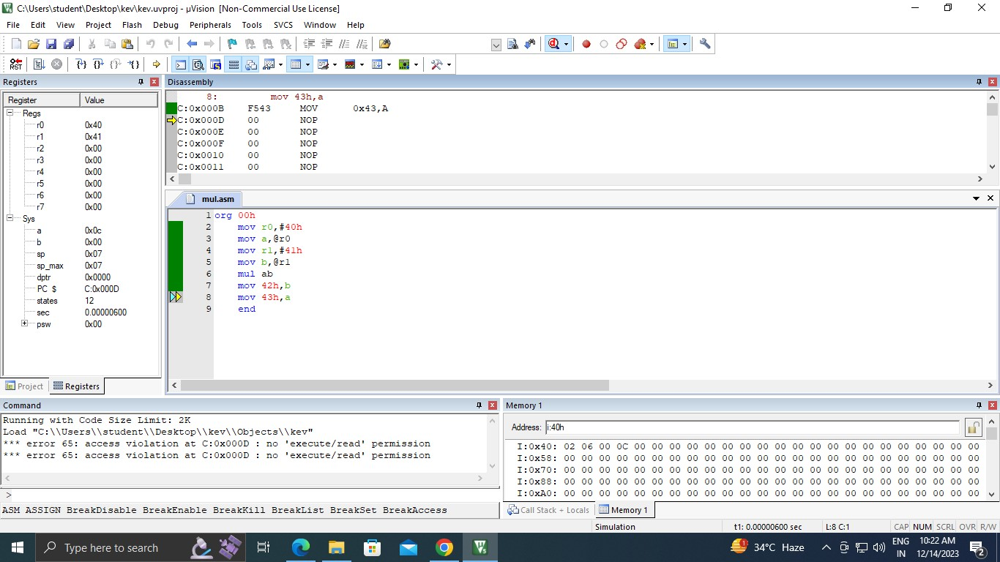 C:\Users\student\Desktop\kev\kev.uvproj - µVision [Non-Commercial Use License]
File Edit View Project Flash Debug Peripherals Tools SVCS Window Help
Registers
Register Value
Regs
r0 0x40
r1 0x41
r2 0x00
r3 0x00
r4 0x00
r5 0x00
r6 0x00
r7 0x00
Sys
a 0x0c
b 0x00
sp 0x07
sp_max 0x07
dptr 0x0000
PC $ C:0x000D
states 12
sec 0.00000600
psw 0x00
Project Registers
Disassembly
8: mov 43h,a
C:0x000B F543 MOV 0x43,A
C:0x000D 00 NOP
C:0x000E 00 NOP
C:0x000F 00 NOP
C:0x0010 00 NOP
C:0x0011 00 NOP
mul.asm
1 org 00h
2 mov r0,#40h
3 mov a,@r0
4 mov r1,#41h
5 mov b,@r1
6 mul ab
7 mov 42h,b
8 mov 43h,a
9 end
Command
Running with Code Size Limit: 2K
Load "C:\\Users\\student\\Desktop\\kev\\Objects\\kev"
*** error 65: access violation at C:0x000D : no 'execute/read' permission
*** error 65: access violation at C:0x000D : no 'execute/read' permission
>
ASM ASSIGN BreakDisable BreakEnable BreakKill BreakList BreakSet BreakAccess
Memory 1
Address: i:40h
I:0x40: 02 06 00 0C 00 00 00 00 00 00 00 00 00 00 00 00 00 00 00 00 00 00 00 00
I:0x58: 00 00 00 00 00 00 00 00 00 00 00 00 00 00 00 00 00 00 00 00 00 00 00 00
I:0x70: 00 00 00 00 00 00 00 00 00 00 00 00 00 00 00 00 00 00 00 00 00 00 00 00
I:0x88: 00 00 00 00 00 00 00 00 00 00 00 00 00 00 00 00 00 00 00 00 00 00 00 00
I:0xA0: 00 00 00 00 00 00 00 00 00 00 00 00 00 00 00 00 00 00 00 00 00 00 00 00
Call Stack + Locals Memory 1
Simulation t1: 0.00000600 sec L:8 C:1 CAP NUM SCRL OVR R/W
Type here to search
34°C Haze
ENG
IN
10:22 AM
12/14/2023
2